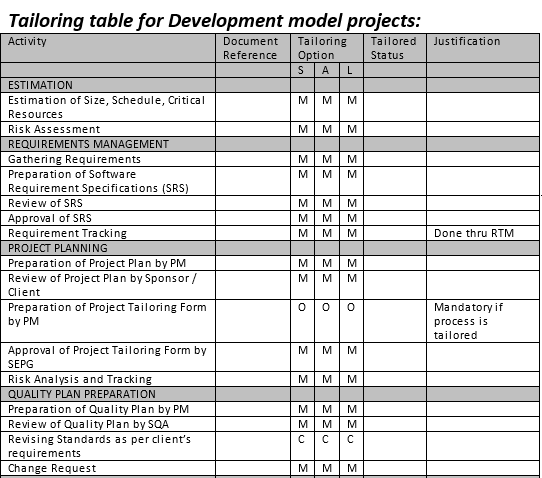 Tailoring table for Development model projects:
Activity Document Reference Tailoring Option Tailored Status Justification
S A L
ESTIMATION
Estimation of Size, Schedule, Critical Resources M M M
Risk Assessment M M M
REQUIREMENTS MANAGEMENT
Gathering Requirements M M M
Preparation of Software Requirement Specifications (SRS) M M M
Review of SRS M M M
Approval of SRS M M M
Requirement Tracking M M M Done thru RTM
PROJECT PLANNING
Preparation of Project Plan by PM M M M
Review of Project Plan by Sponsor / Client M M M
Preparation of Project Tailoring Form by PM O O O Mandatory if process is tailored
Approval of Project Tailoring Form by SEPG M M M
Risk Analysis and Tracking M M M
QUALITY PLAN PREPARATION
Preparation of Quality Plan by PM M M M
Review of Quality Plan by SQA M M M
Revising Standards as per client's requirements C C C
Change Request M M M